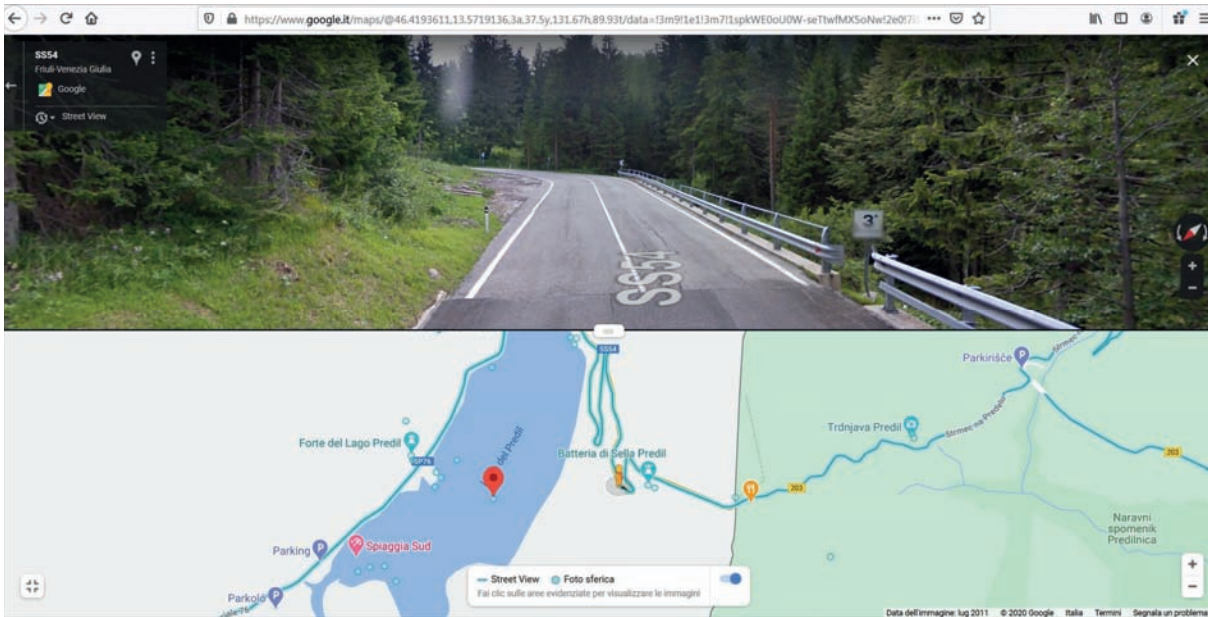 https://www.google.it/maps/@46.4193611,13.5719136,3a,37.5y,131.67h,89.93t/data=!3m9!1e1!3m7!1spkWE0oU0W-seTtwfMX5oNw!2e0!7i
SS54
Friuli-Venezia Giulia
Google
Street View
3°
SS54
SS54
Parkirišče
Strmec na
Forte del Lago Predil
SP76
del Predil
Batteria di Sella Predil
Trdnjava Predil
Strmec na Predelu
203
203
Naravni
spomenik
Predilnica
Parking
Spiaggia Sud
Parkolo
ale 76
Street View
Foto sferica
Fai clic sulle aree evidenziate per visualizzare le immagini
Data dell'immagine: lug 2011 © 2020 Google Italia Termini Segnala un problema